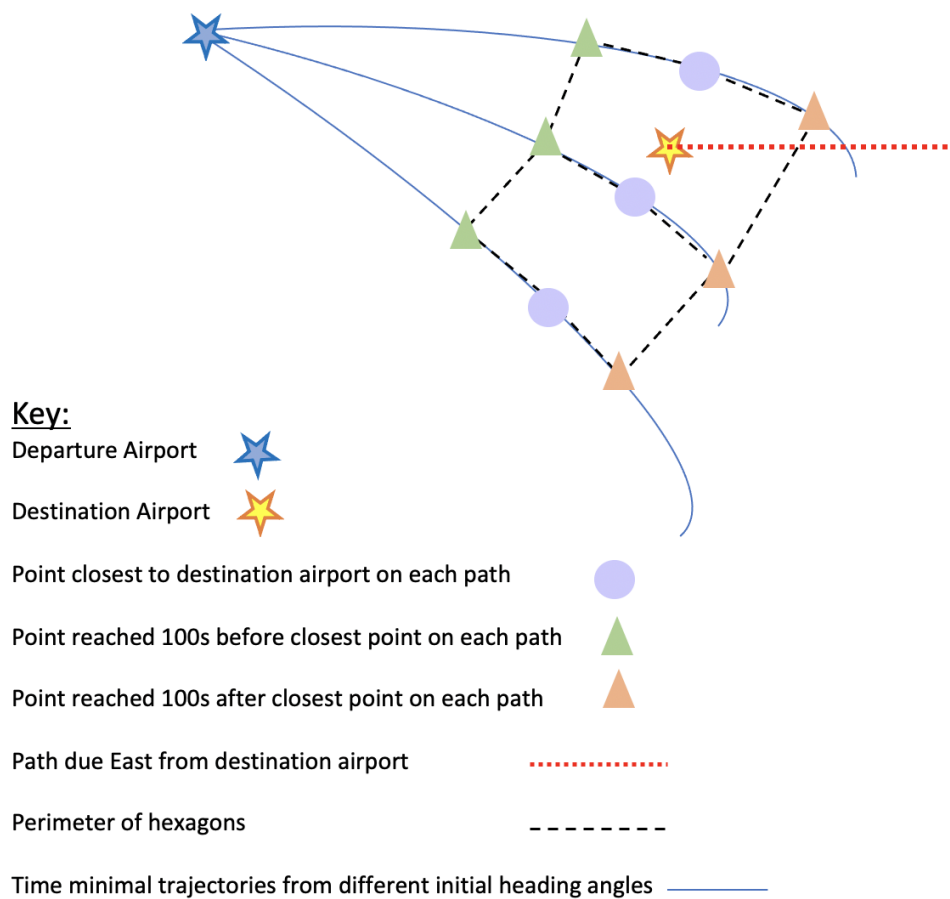 Key:
Departure Airport
Destination Airport
Point closest to destination airport on each path
Point reached 100s before closest point on each path
Point reached 100s after closest point on each path
Path due East from destination airport
Perimeter of hexagons
Time minimal trajectories from different initial heading angles